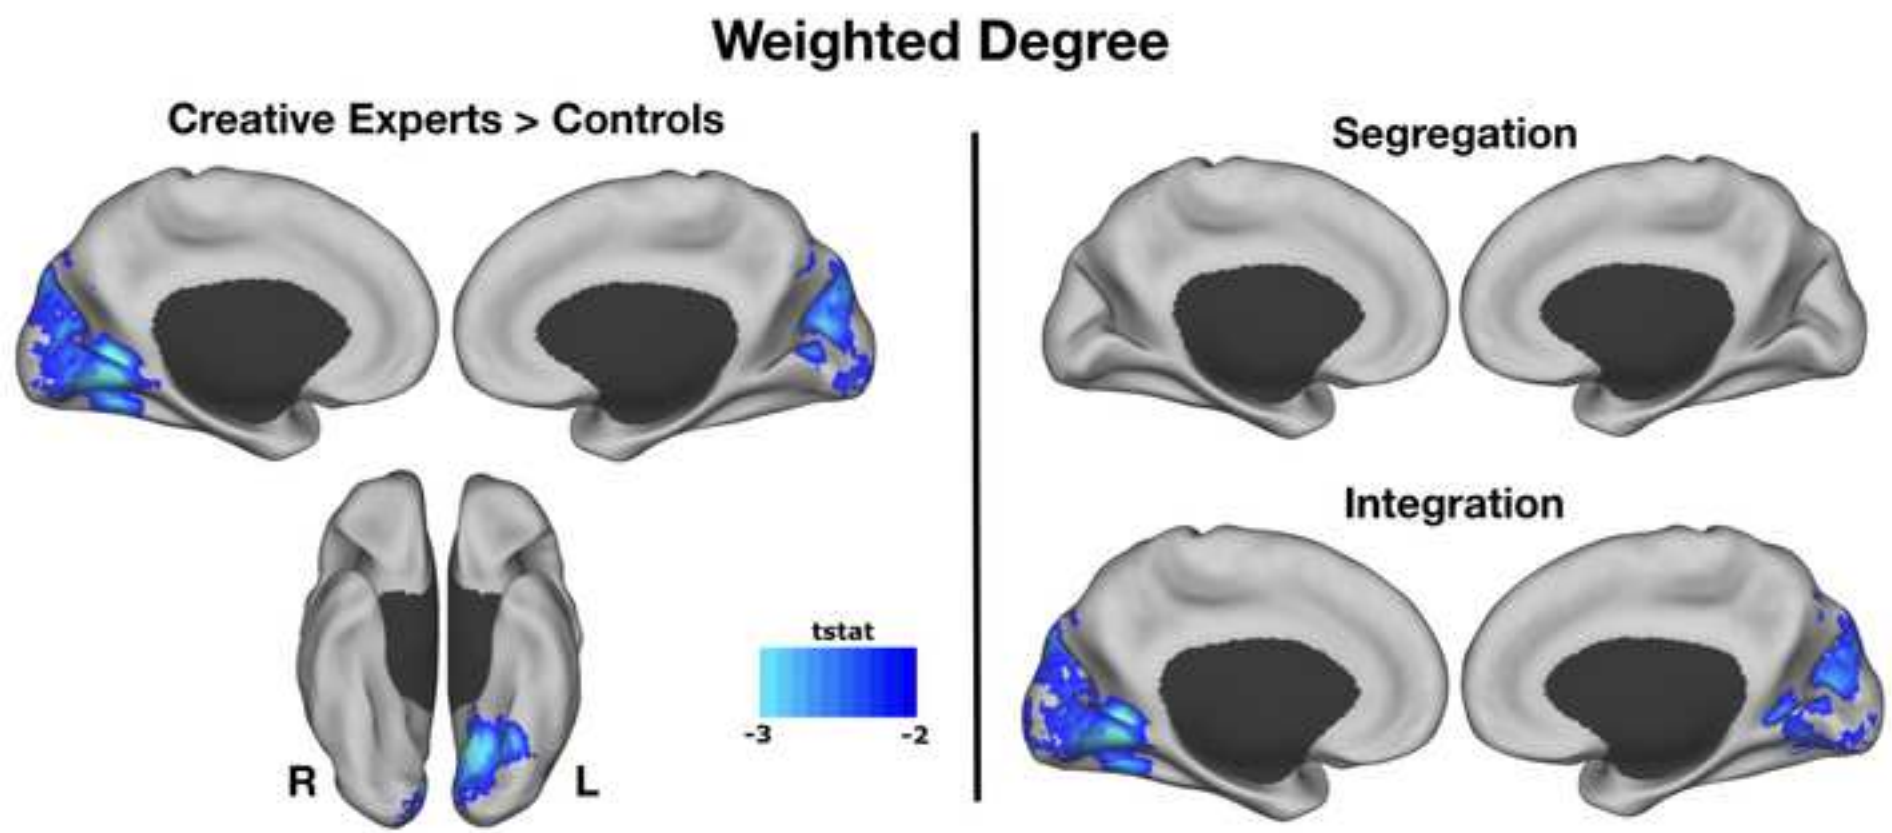 Weighted Degree
Creative Experts > Controls
Segregation
Integration
tstat
-3 -2
R L